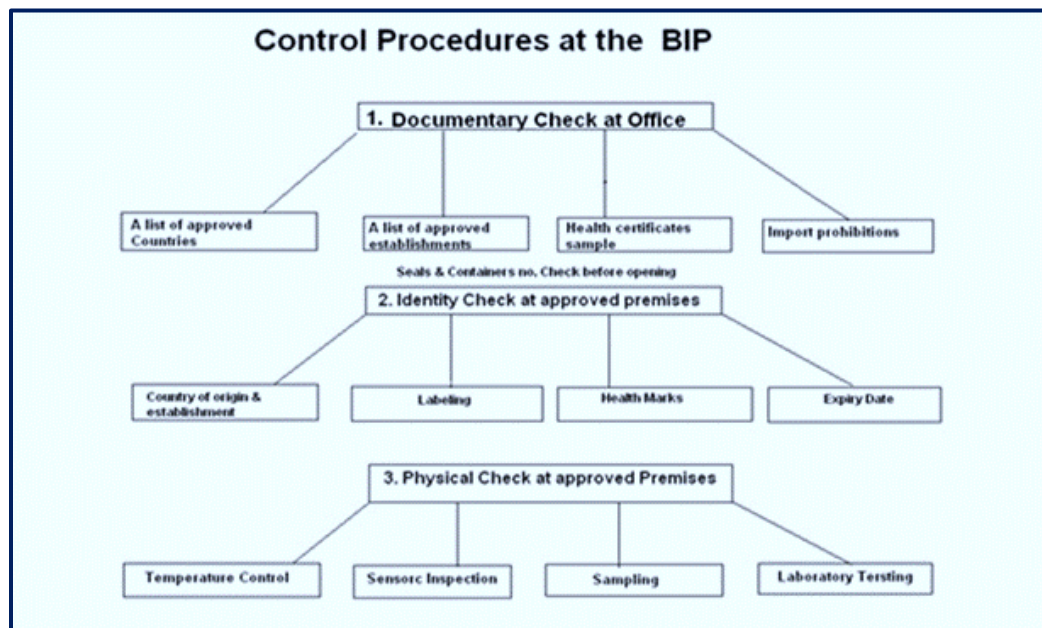 Control Procedures at the BIP
1. Documentary Check at Office
A list of approved
Countries
A list of approved
establishments
Health certificates
sample
Import prohibitions
Seals & Containers no, Check before opening
2. Identity Check at approved premises
Country of origin &
establishment
Labeling
Health Marks
Expiry Date
3. Physical Check at approved Premises
Temperature Control
Sensorc Inspection
Sampling
Laboratory Tersting